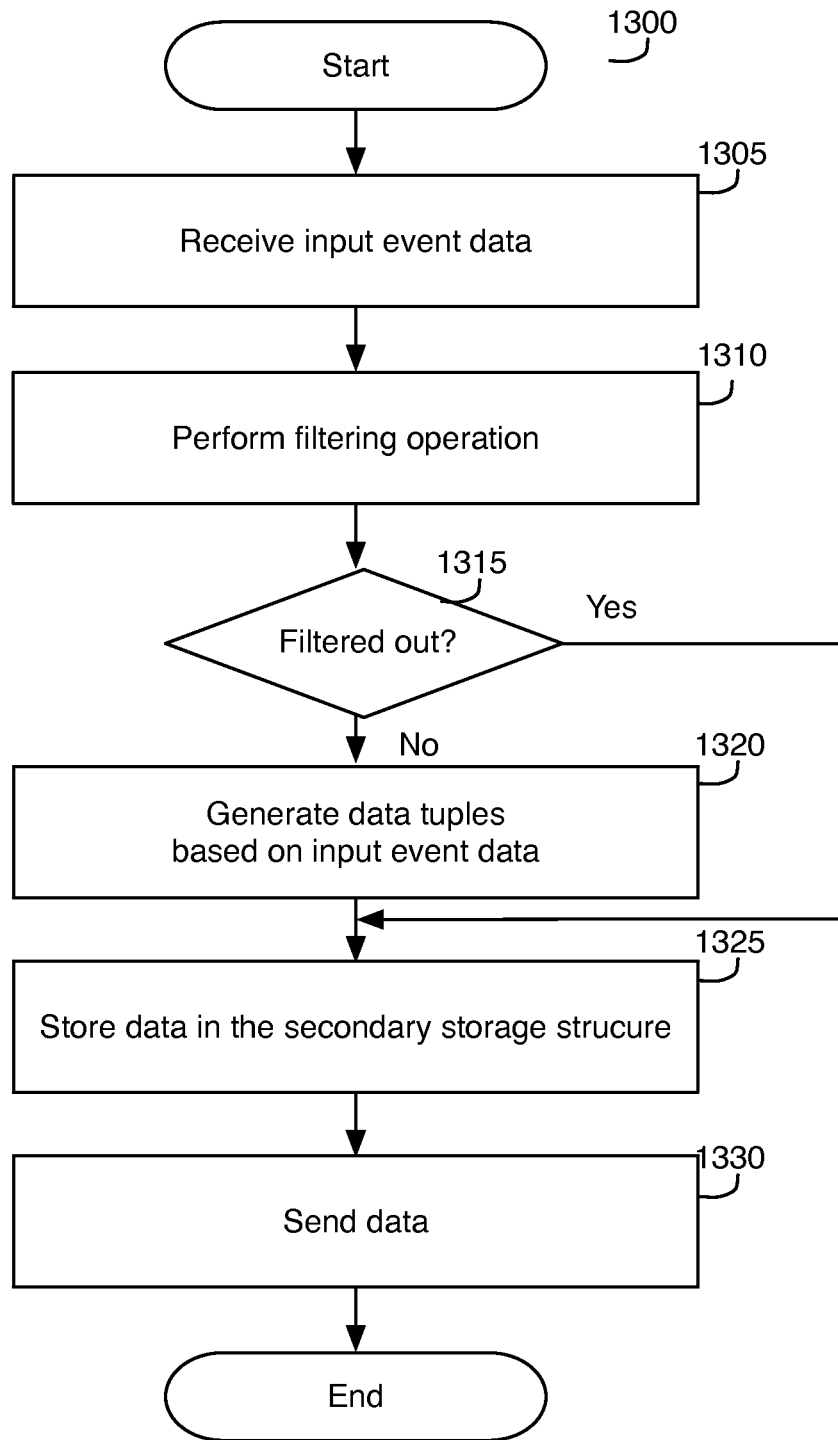 1300
Start
1305
Receive input event data
1310
Perform filtering operation
1315
Filtered out?
Yes
No
1320
Generate data tuples
based on input event data
1325
Store data in the secondary storage strucure
1330
Send data
End